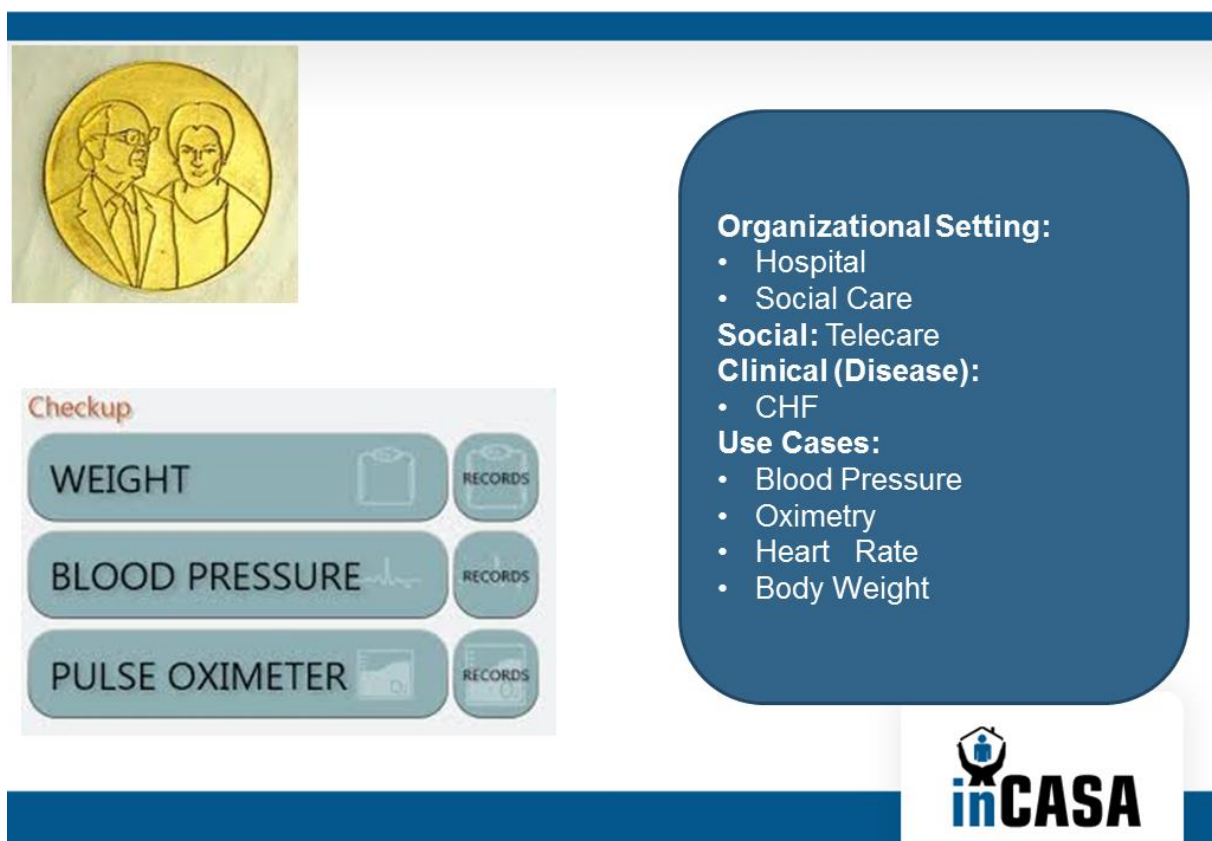 Checkup
WEIGHT
RECORDS
BLOOD PRESSURE
RECORDS
PULSE OXIMETER
RECORDS
Organizational Setting:
• Hospital
• Social Care
Social: Telecare
Clinical (Disease):
• CHF
Use Cases:
• Blood Pressure
• Oximetry
• Heart Rate
• Body Weight
inCASA